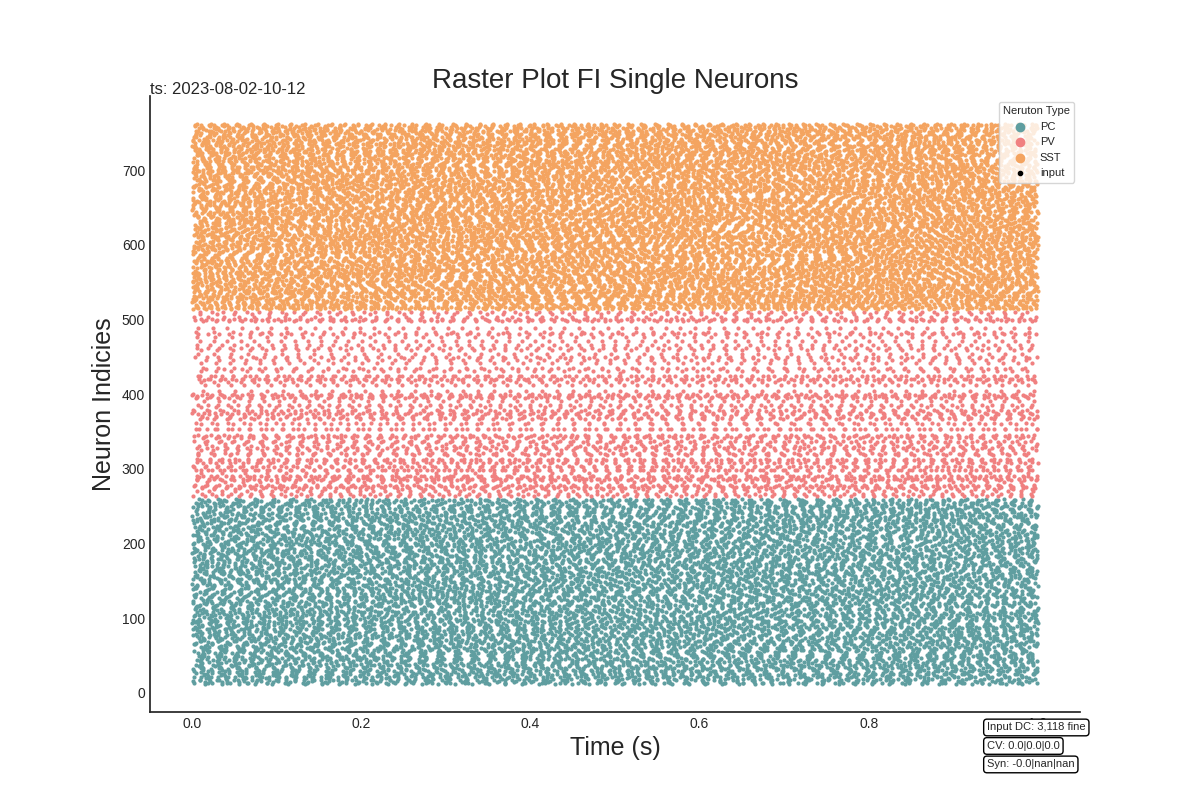 Raster Plot FI Single Neurons
ts: 2023-08-02-10-12
Neruton Type
PC
PV
SST
input
Neuron Indicies
700
600
500
400
300
200
100
0
0.0 0.2 0.4 0.6 0.8
Time (s)
Input DC: 3,118 fine
CV: 0.0|0.0|0.0
Syn: -0.0|nan|nan